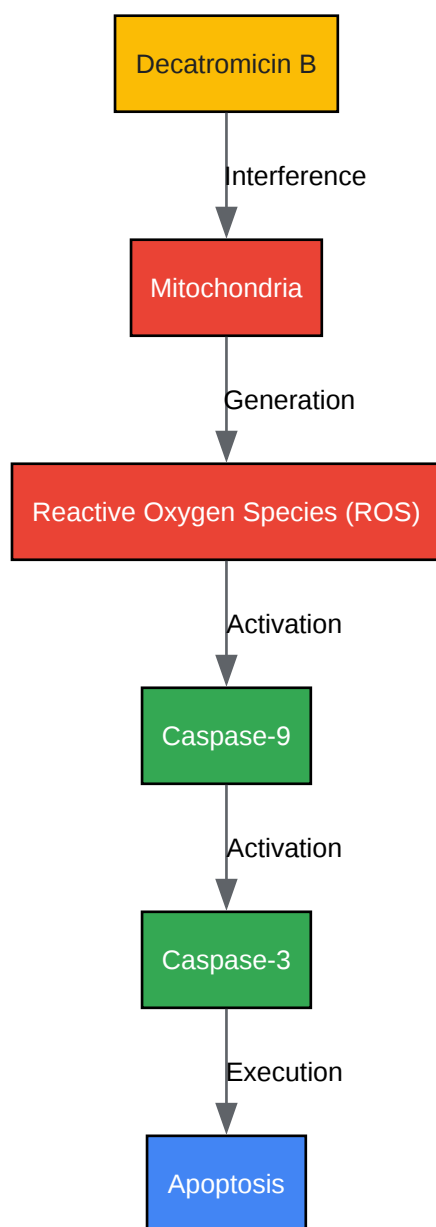 Decatromicin B
Interference
Mitochondria
Generation
Reactive Oxygen Species (ROS)
Activation
Caspase-9
Activation
Caspase-3
Execution
Apoptosis